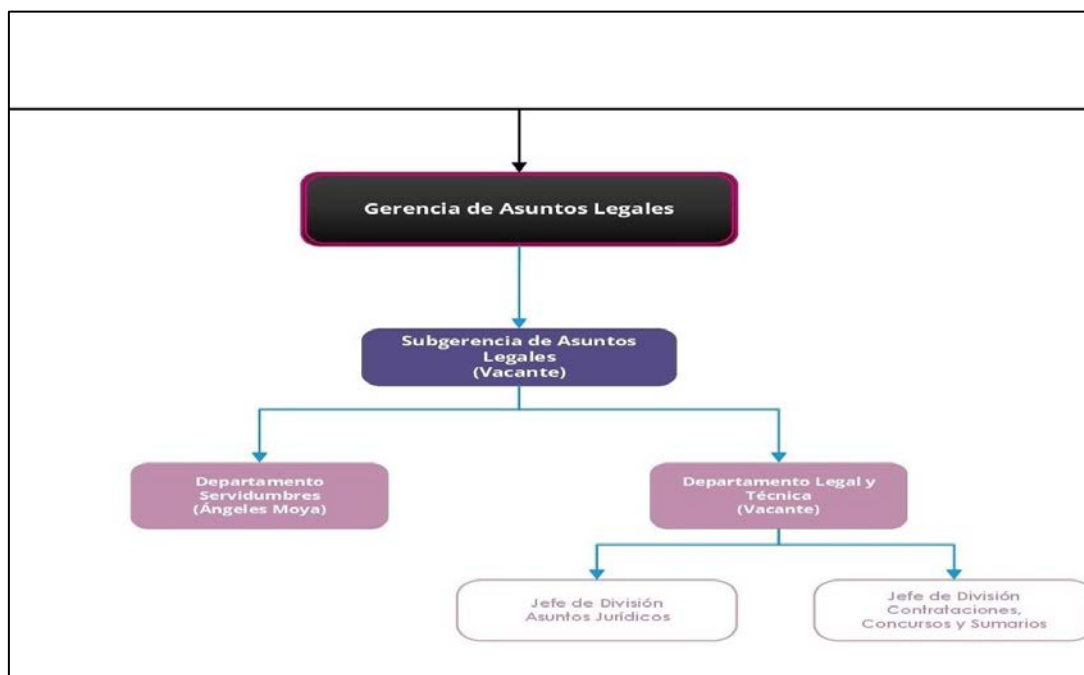 Gerencia de Asuntos Legales
Subgerencia de Asuntos
Legales
(Vacante)
Departamento
Servidumbres
(Ángeles Moya)
Departamento Legal y
Técnica
(Vacante)
Jefe de División
Asuntos Jurídicos
Jefe de División
Contrataciones,
Concursos y Sumarios